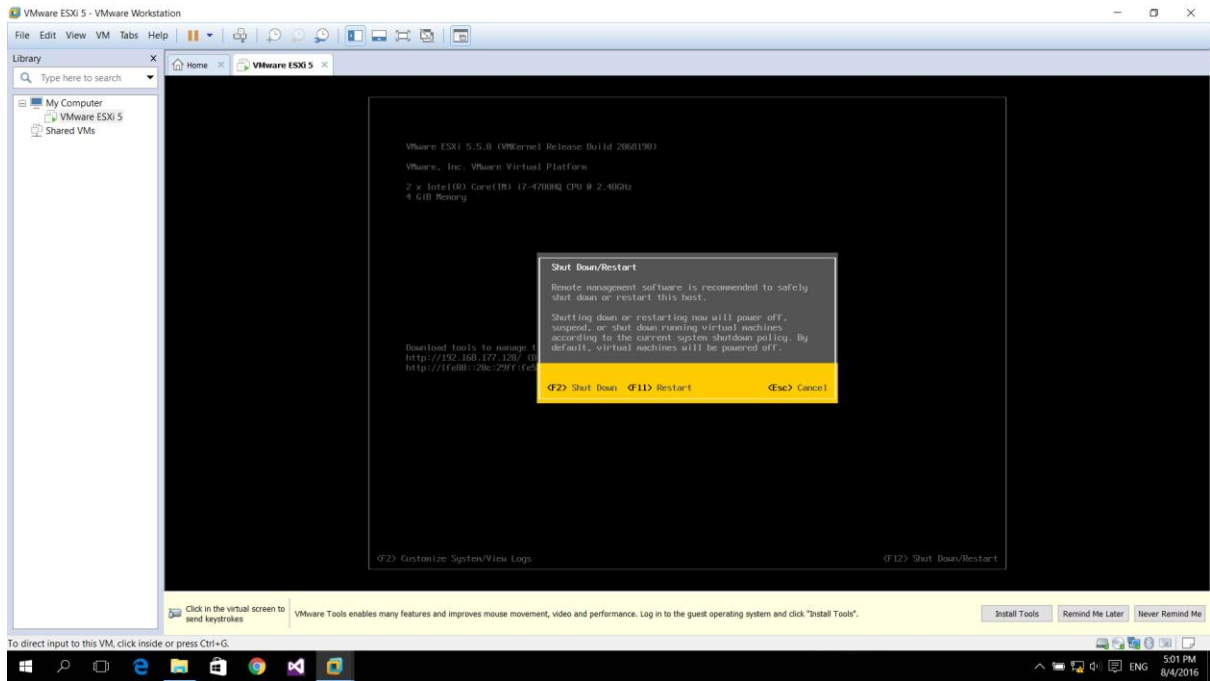 VMware ESXi 5 - VMware Workstation
File Edit View VM Tabs Help
Library
Type here to search
My Computer
VMware ESXi 5
Shared VMs
Home
VMware ESXi 5
VMware ESXi 5.5.0 (VMKernel Release Build 2068190)
VMware, Inc. VMware Virtual Platform
2 x Intel(R) Core(TM) i7-4700HQ CPU @ 2.40GHz
4 GiB Memory
Shut Down/Restart
Remote management software is recommended to safely
shut down or restart this host.
Shutting down or restarting now will power off,
suspend, or shut down running virtual machines
according to the current system shutdown policy. By
default, virtual machines will be powered off.
<F2> Shut Down <F11> Restart <Esc> Cancel
Download tools to manage t
http://192.168.177.128/ (D
http://[fe80::20c:29ff:fe5
<F2> Customize System/View Logs
<F12> Shut Down/Restart
Click in the virtual screen to
send keystrokes
VMware Tools enables many features and improves mouse movement, video and performance. Log in to the guest operating system and click "Install Tools".
Install Tools
Remind Me Later
Never Remind Me
To direct input to this VM, click inside or press Ctrl+G.
ENG
5:01 PM
8/4/2016